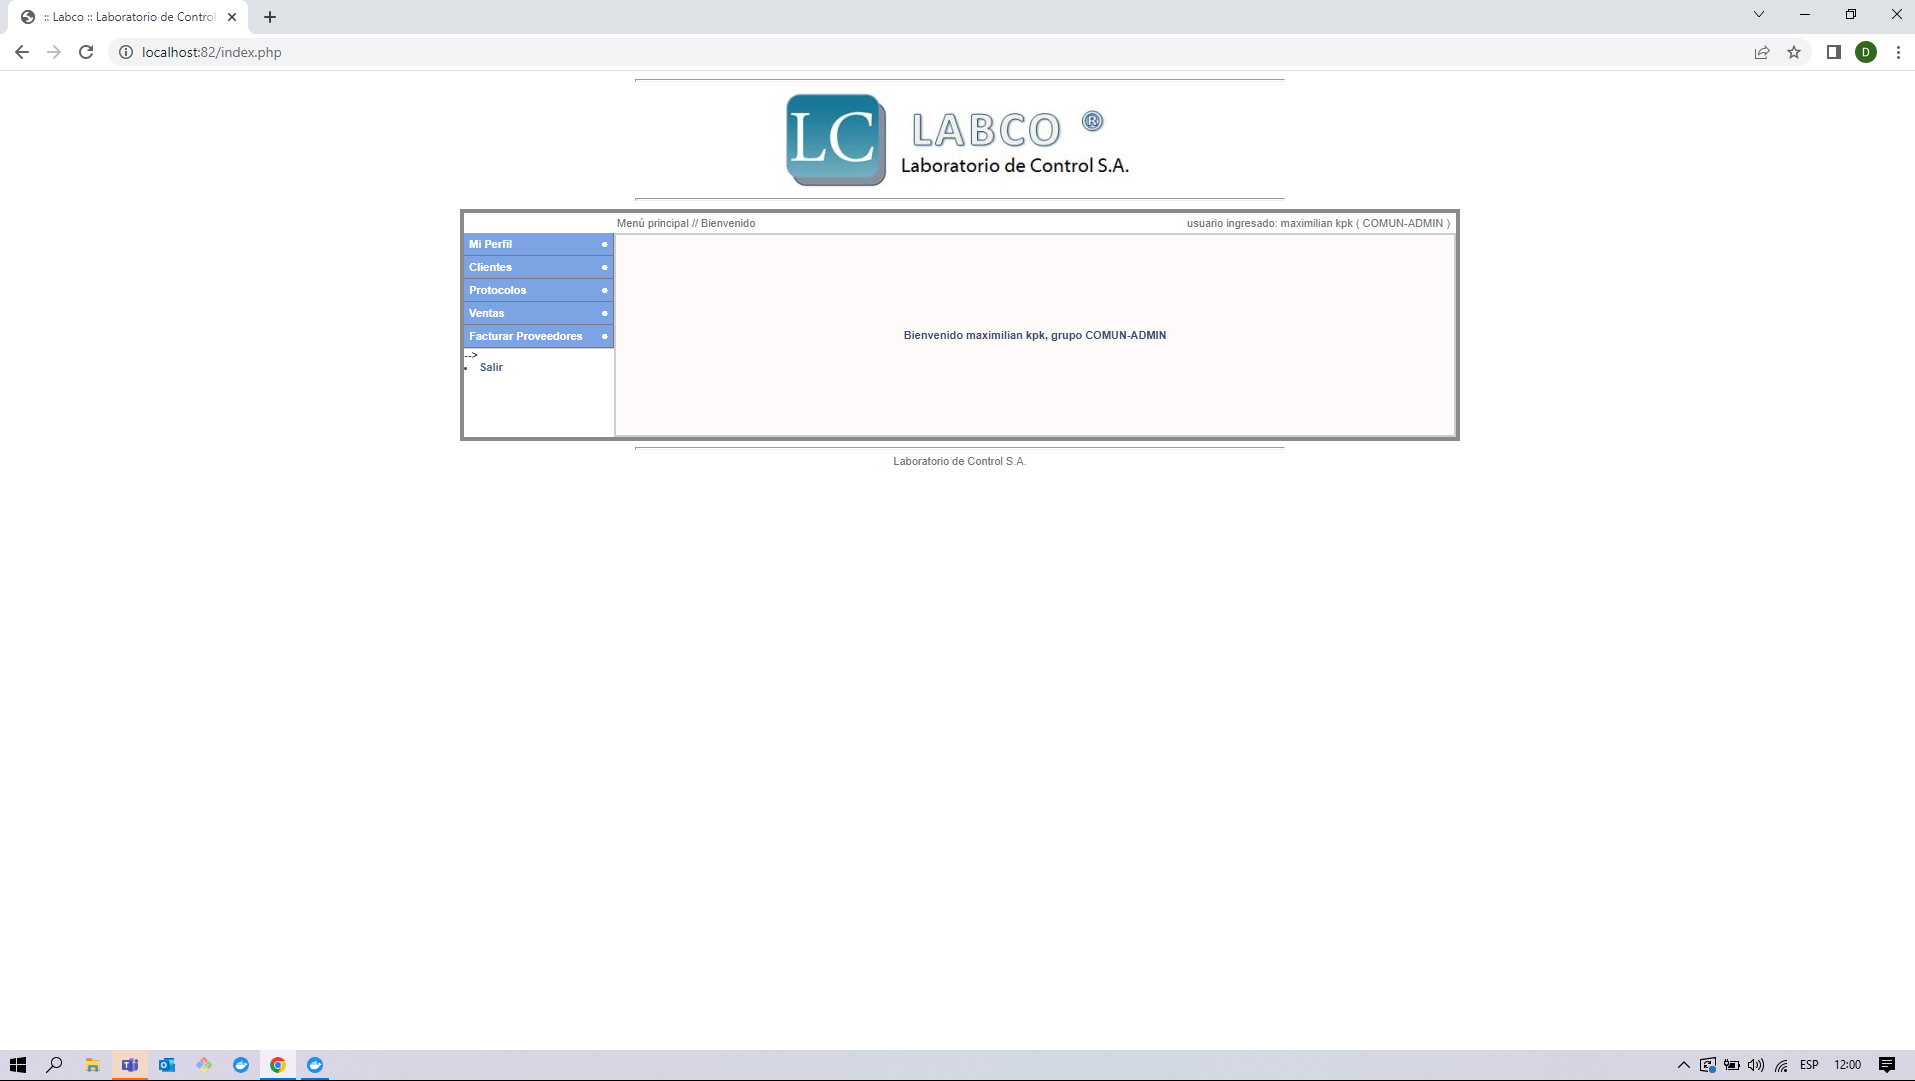 :: Labco :: Laboratorio de Control
localhost:82/index.php
D
LC LABCO ®
Laboratorio de Control S.A.
Menú principal // Bienvenido
usuario ingresado: maximilian kpk ( COMUN-ADMIN )
Mi Perfil
Clientes
Protocolos
Ventas
Facturar Proveedores
-->
Salir
Bienvenido maximilian kpk, grupo COMUN-ADMIN
Laboratorio de Control S.A.
ESP
12:00